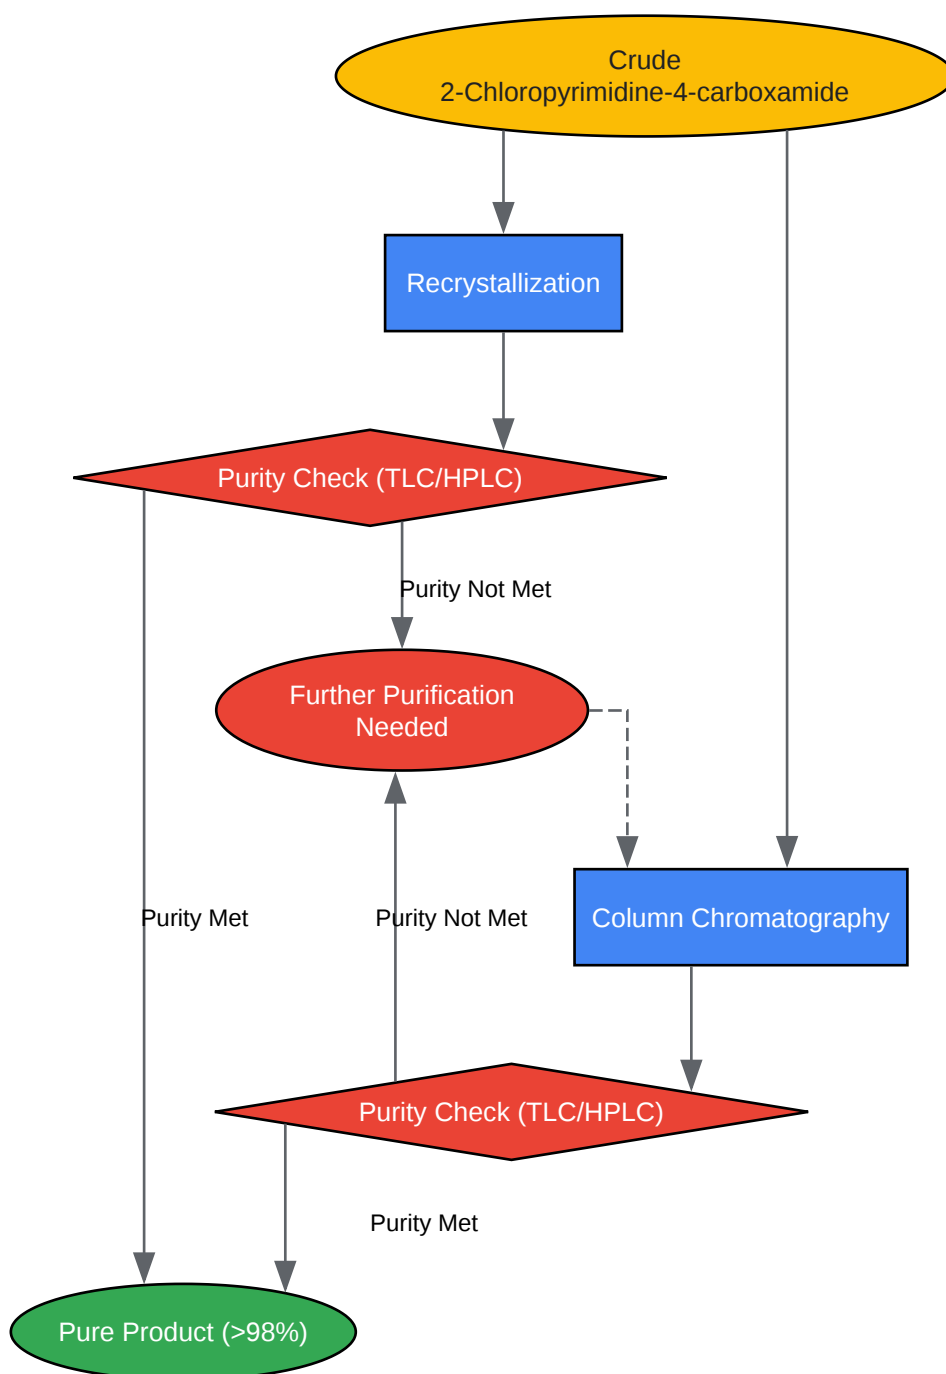 Crude
2-Chloropyrimidine-4-carboxamide
Recrystallization
Purity Check (TLC/HPLC)
Purity Not Met
Further Purification
Needed
Purity Met
Purity Not Met
Column Chromatography
Purity Check (TLC/HPLC)
Purity Met
Pure Product (>98%)